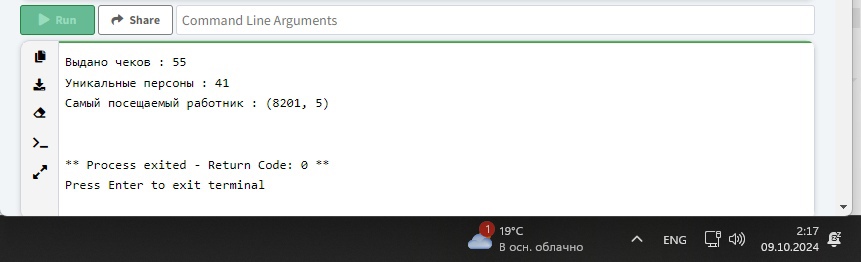 Run
Share
Command Line Arguments
Выдано чеков : 55
Уникальные персоны : 41
Самый посещаемый работник : (8201, 5)
** Process exited - Return Code: 0 **
Press Enter to exit terminal
1
19°C
В осн. облачно
ENG
2:17
09.10.2024